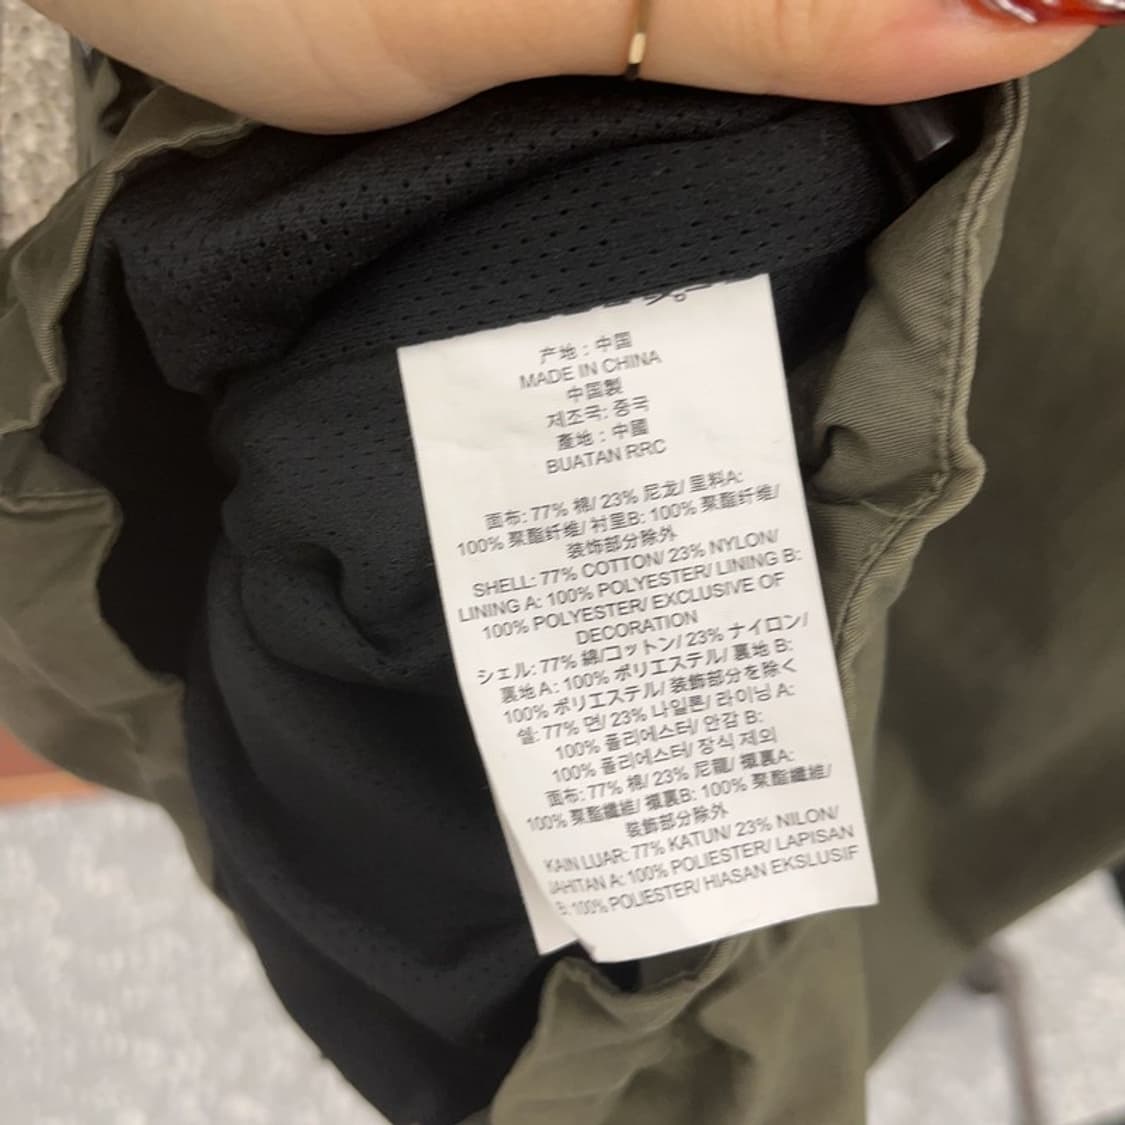 产地：中国
MADE IN CHINA
中国製
제조국: 중국
產地：中國
BUATAN RRC
面布: 77% 棉/ 23% 尼龙/ 里料A:
100% 聚酯纤维/ 衬里B: 100% 聚酯纤维/
装饰部分除外
SHELL: 77% COTTON/ 23% NYLON/
LINING A: 100% POLYESTER/ LINING B:
100% POLYESTER/ EXCLUSIVE OF
DECORATION
シェル: 77% 綿/コットン/ 23% ナイロン/
裏地 A: 100% ポリエステル/ 裏地 B:
100% ポリエステル/ 装飾部分を除く
쉘: 77% 면/ 23% 나일론/ 라이닝 A:
100% 폴리에스터/ 안감 B:
100% 폴리에스터/ 장식 제외
面布: 77% 棉/ 23% 尼龍/ 襯裏A:
100% 聚酯纖維/ 襯裏B: 100% 聚酯纖維/
裝飾部分除外
KAIN LUAR: 77% KATUN/ 23% NILON/
JAHITAN A: 100% POLIESTER/ LAPISAN
B: 100% POLIESTER/ HIASAN EKSLUSIF